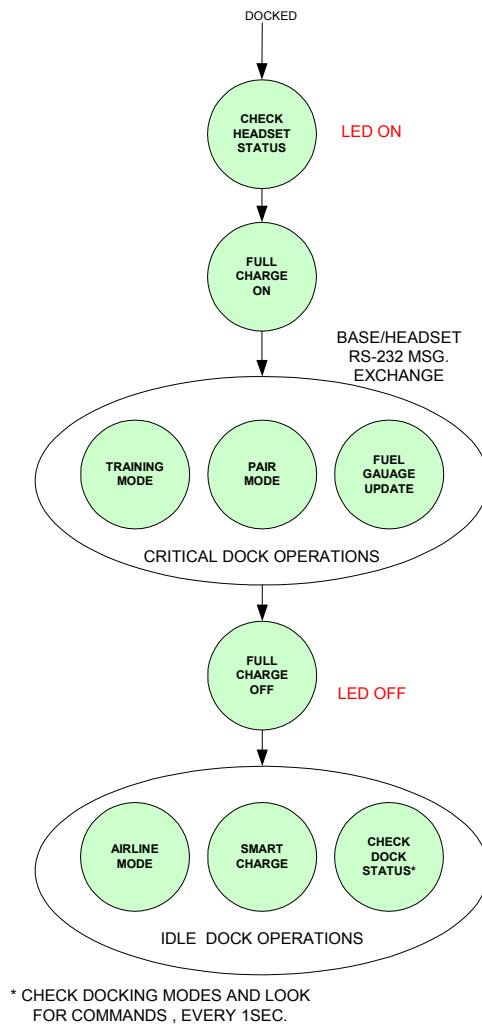 DOCKED
CHECK
HEADSET
STATUS
LED ON
FULL
CHARGE
ON
BASE/HEADSET
RS-232 MSG.
EXCHANGE
TRAINING
MODE
PAIR
MODE
FUEL
GAUAGE
UPDATE
CRITICAL DOCK OPERATIONS
FULL
CHARGE
OFF
LED OFF
AIRLINE
MODE
SMART
CHARGE
CHECK
DOCK
STATUS*
IDLE DOCK OPERATIONS
* CHECK DOCKING MODES AND LOOK
FOR COMMANDS , EVERY 1SEC.